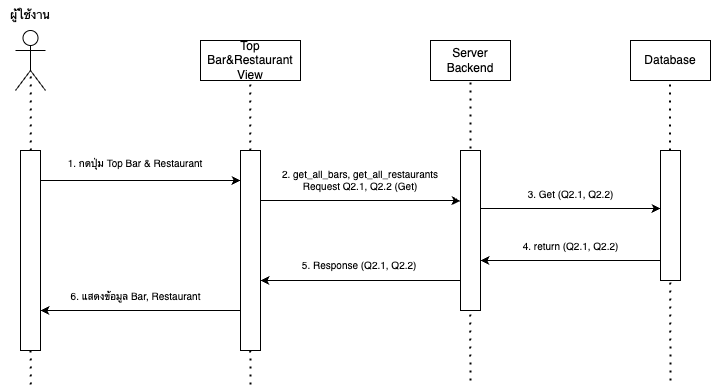 ผู้ใช้งาน
Top
Bar&Restaurant
View
Server
Backend
Database
1. กดปุ่ม Top Bar & Restaurant
2. get_all_bars, get_all_restaurants
Request Q2.1, Q2.2 (Get)
3. Get (Q2.1, Q2.2)
4. return (Q2.1, Q2.2)
5. Response (Q2.1, Q2.2)
6. แสดงข้อมูล Bar, Restaurant